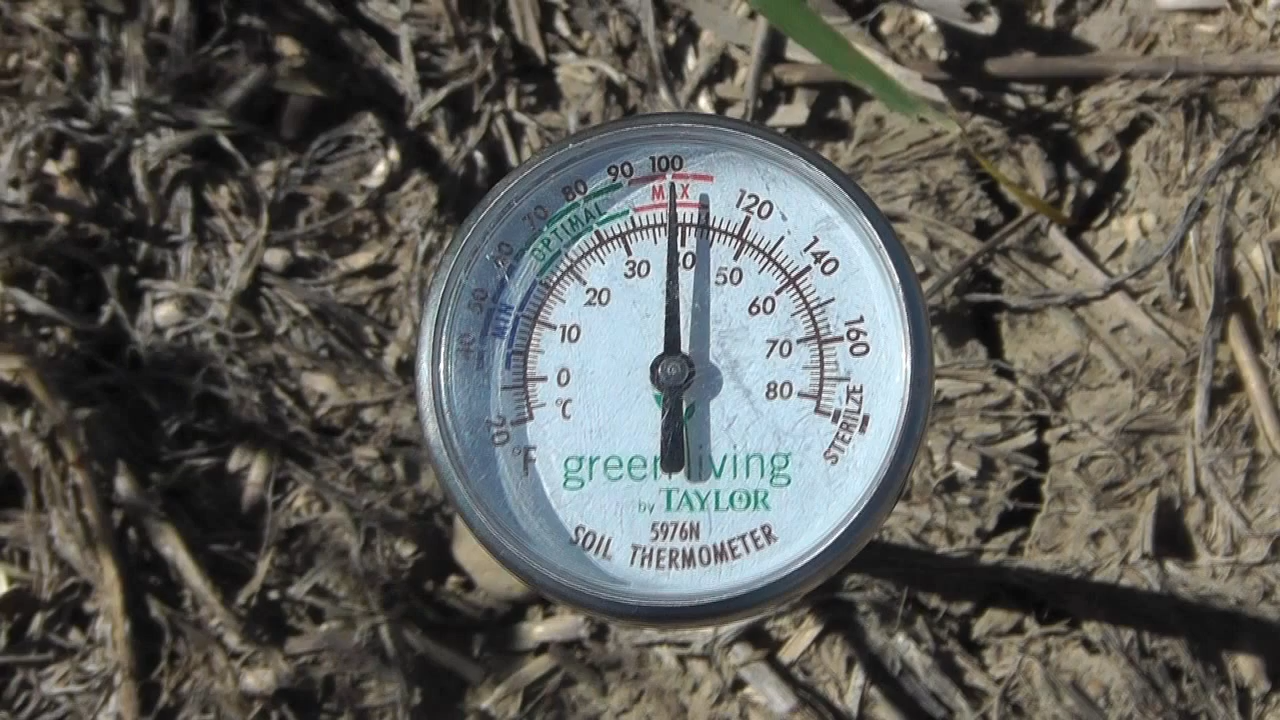 20 40 50 60 70 80 90 100 120 140 160
MIN OPTIMAL MAX STERILZE
0 10 20 30 40 50 60 70 80
°C
°F
greenliving
by TAYLOR
5976N
SOIL THERMOMETER